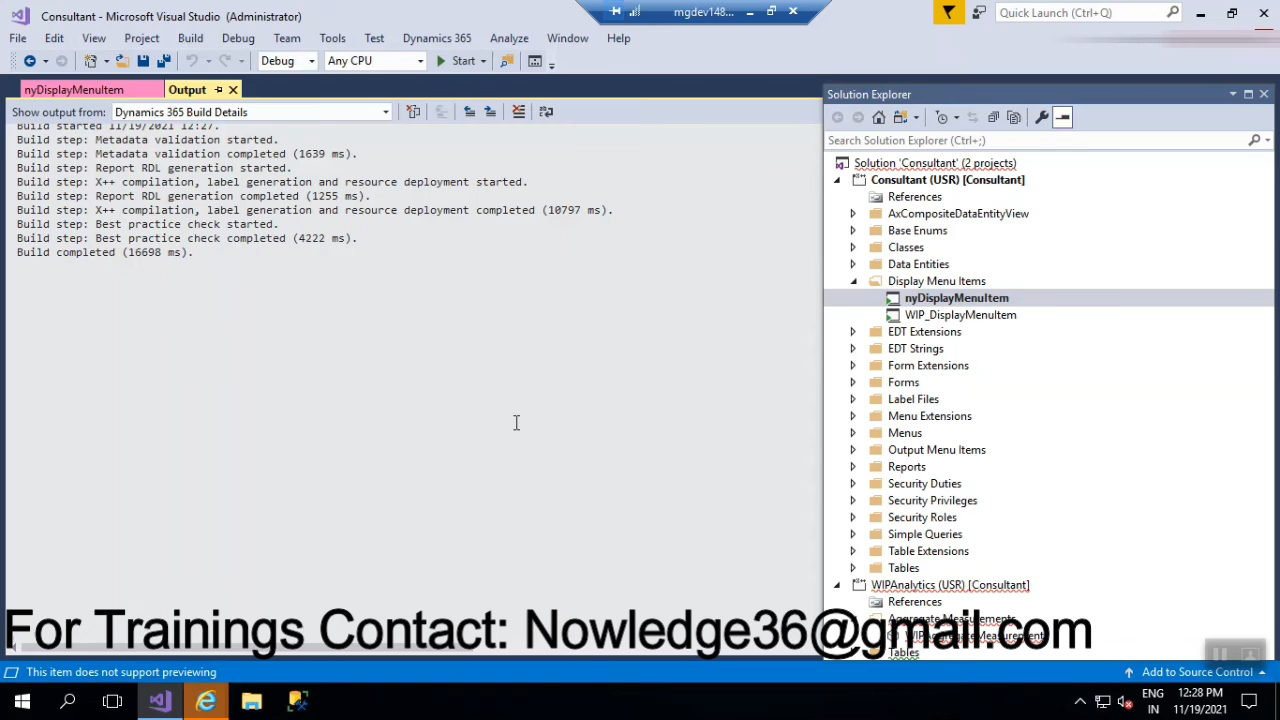 Consultant - Microsoft Visual Studio (Administrator)
mgdev148...
Quick Launch (Ctrl+Q)
File Edit View Project Build Debug Team Tools Test Dynamics 365 Analyze Window Help
Debug Any CPU Start
nyDisplayMenuItem Output
Solution Explorer
Show output from: Dynamics 365 Build Details
Build started 11/19/2021 12:27.
Build step: Metadata validation started.
Build step: Metadata validation completed (1639 ms).
Build step: Report RDL generation started.
Build step: X++ compilation, label generation and resource deployment started.
Build step: Report RDL generation completed (1255 ms).
Build step: X++ compilation, label generation and resource deployment completed (10797 ms).
Build step: Best practice check started.
Build step: Best practice check completed (4222 ms).
Build completed (16698 ms).
Search Solution Explorer (Ctrl+;)
Solution 'Consultant' (2 projects)
Consultant (USR) [Consultant]
References
AxCompositeDataEntityView
Base Enums
Classes
Data Entities
Display Menu Items
nyDisplayMenuItem
WIP_DisplayMenuItem
EDT Extensions
EDT Strings
Form Extensions
Forms
Label Files
Menu Extensions
Menus
Output Menu Items
Reports
Security Duties
Security Privileges
Security Roles
Simple Queries
Table Extensions
Tables
WIPAnalytics (USR) [Consultant]
References
Aggregate Measurements
WIPAggregateMeasurement
Tables
For Trainings Contact: Nowledge36@gmail.com
This item does not support previewing
Add to Source Control
ENG
IN
12:28 PM
11/19/2021